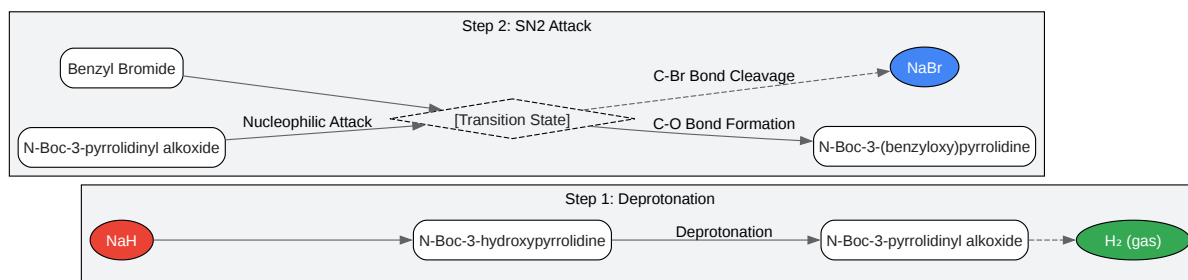 Step 2: SN2 Attack
Benzyl Bromide
NaBr
C-Br Bond Cleavage
Nucleophilic Attack
[Transition State]
C-O Bond Formation
N-Boc-3-pyrrolidinyl alkoxide
N-Boc-3-(benzyloxy)pyrrolidine
Step 1: Deprotonation
NaH
N-Boc-3-hydroxypyrrolidine
Deprotonation
N-Boc-3-pyrrolidinyl alkoxide
H₂ (gas)